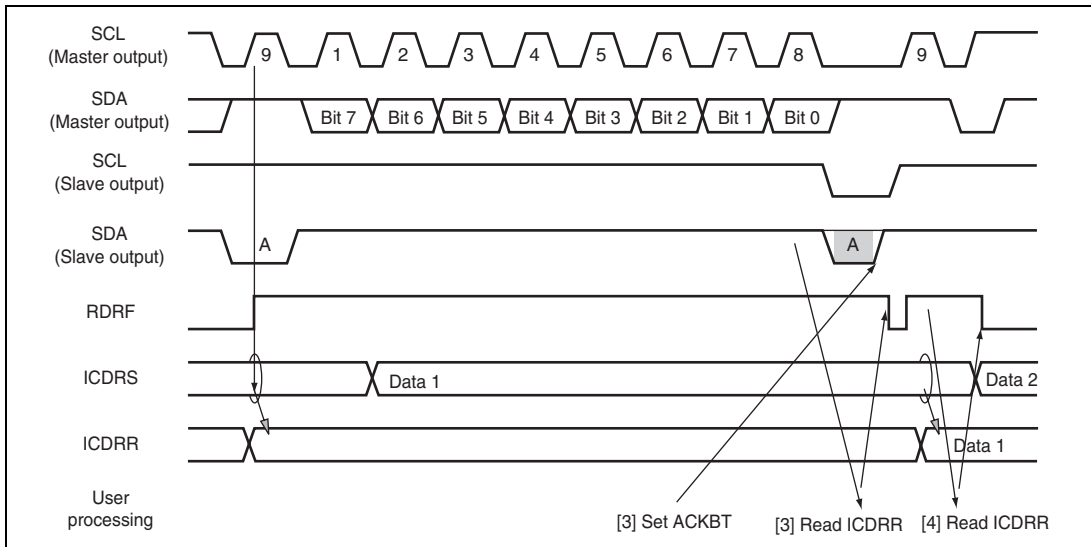 SCL
(Master output)
9 1 2 3 4 5 6 7 8 9
SDA
(Master output)
Bit 7 Bit 6 Bit 5 Bit 4 Bit 3 Bit 2 Bit 1 Bit 0
SCL
(Slave output)
SDA
(Slave output)
A A
RDRF
ICDRS
Data 1 Data 2
ICDRR
Data 1
User
processing
[3] Set ACKBT [3] Read ICDRR [4] Read ICDRR